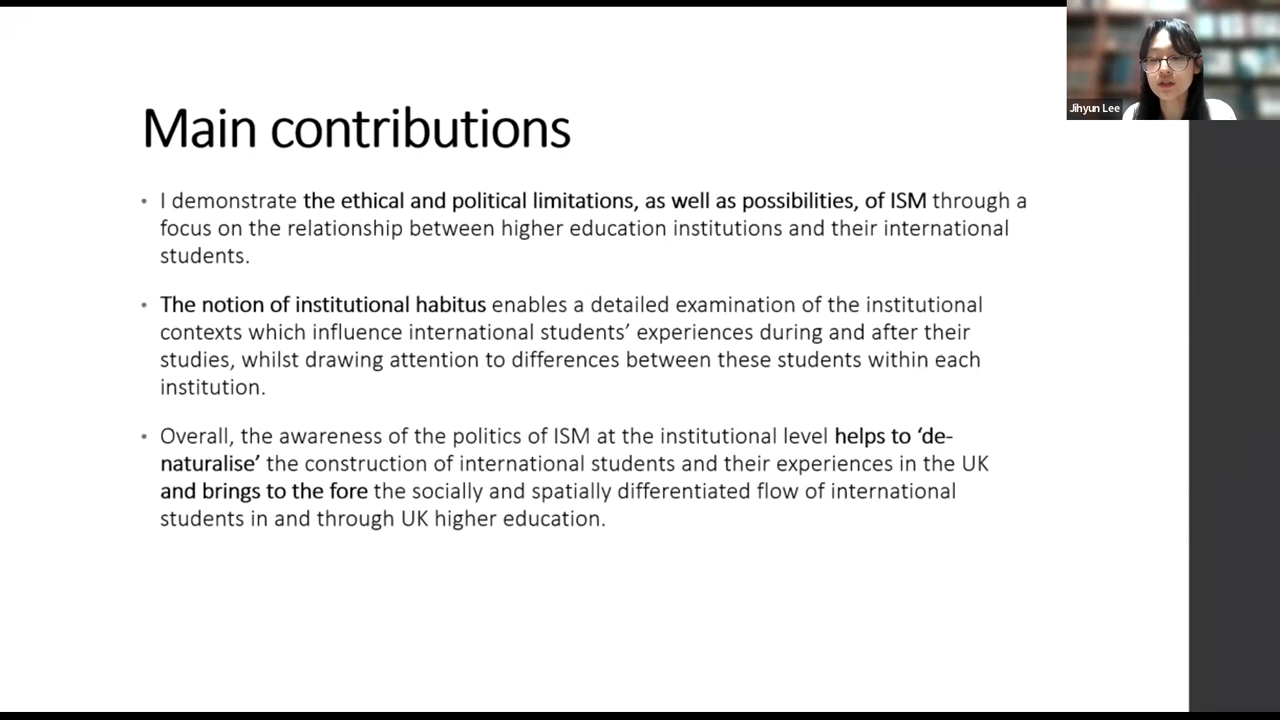 Jihyun Lee
Main contributions
• I demonstrate the ethical and political limitations, as well as possibilities, of ISM through a
focus on the relationship between higher education institutions and their international
students.
• The notion of institutional habitus enables a detailed examination of the institutional
contexts which influence international students’ experiences during and after their
studies, whilst drawing attention to differences between these students within each
institution.
• Overall, the awareness of the politics of ISM at the institutional level helps to ‘de-
naturalise’ the construction of international students and their experiences in the UK
and brings to the fore the socially and spatially differentiated flow of international
students in and through UK higher education.